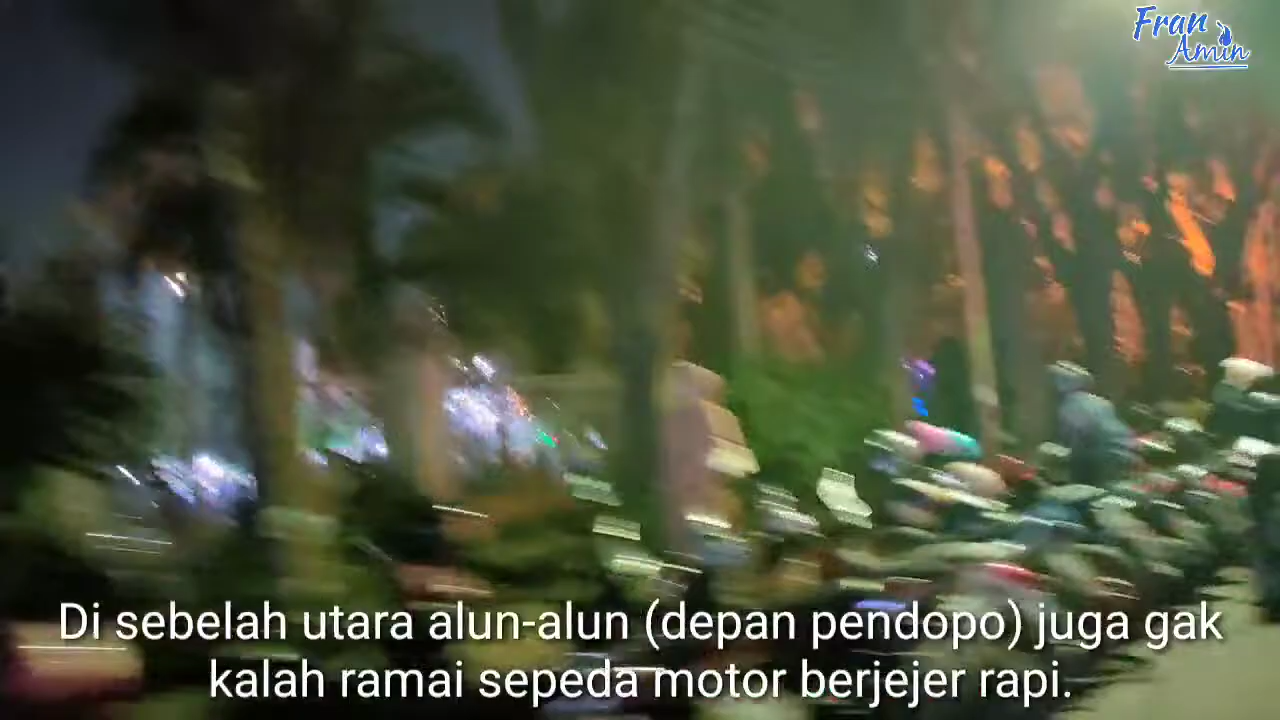 Fran
Amin
Di sebelah utara alun-alun (depan pendopo) juga gak
kalah ramai sepeda motor berjejer rapi.